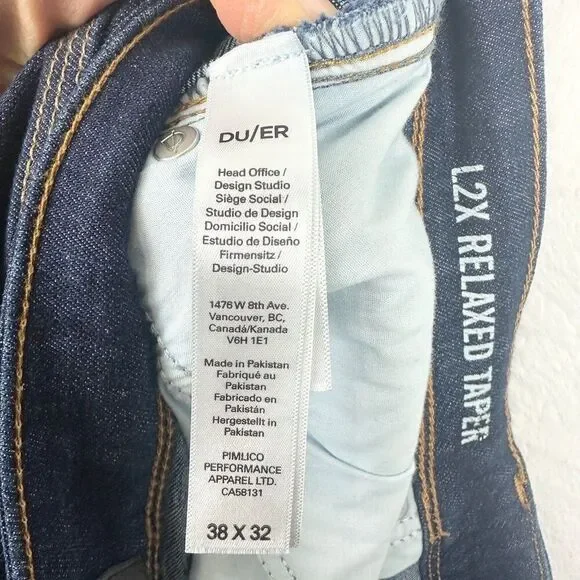 DU/ER
Head Office /
Design Studio
Siège Social /
Studio de Design
Domicilio Social /
Estudio de Diseño
Firmensitz /
Design-Studio
1476 W 8th Ave.
Vancouver, BC,
Canadá/Kanada
V6H 1E1
Made in Pakistan
Fabriqué au
Pakistan
Fabricado en
Pakistán
Hergestellt in
Pakistan
PIMLICO
PERFORMANCE
APPAREL LTD.
CA58131
38 X 32
L2X RELAXED TAPER